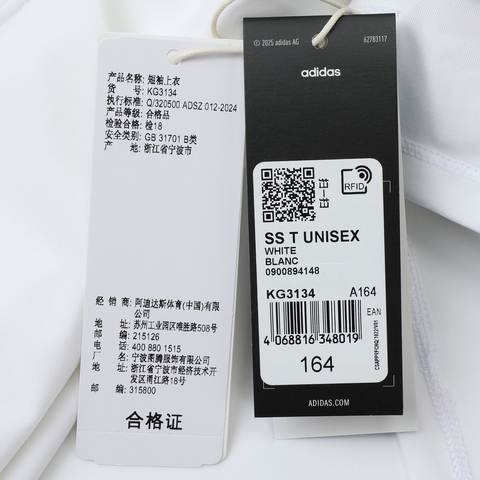 产品名称: 短袖上衣
货　　号: KG3134
执行标准: Q/320500 ADSZ 012-2024
产品等级: 合格品
检验合格: 检18
安全类别: GB 31701 B类
产　　地: 浙江省宁波市
经 销 商: 阿迪达斯体育(中国)有限
公司
地　　址: 苏州工业园区唯胜路508号
邮　　编: 215126
电　　话: 400 880 1515
厂　　名: 宁波图腾服饰有限公司
地　　址: 浙江省宁波市经济技术开
发区甬江路18号
邮　　编: 315800
合格证
© 2025 adidas AG
62783117
adidas
RFID
SS T UNISEX
WHITE
BLANC
0900894148
KG3134 A164
EAN
4 068816 348019
164
ADIDAS.COM